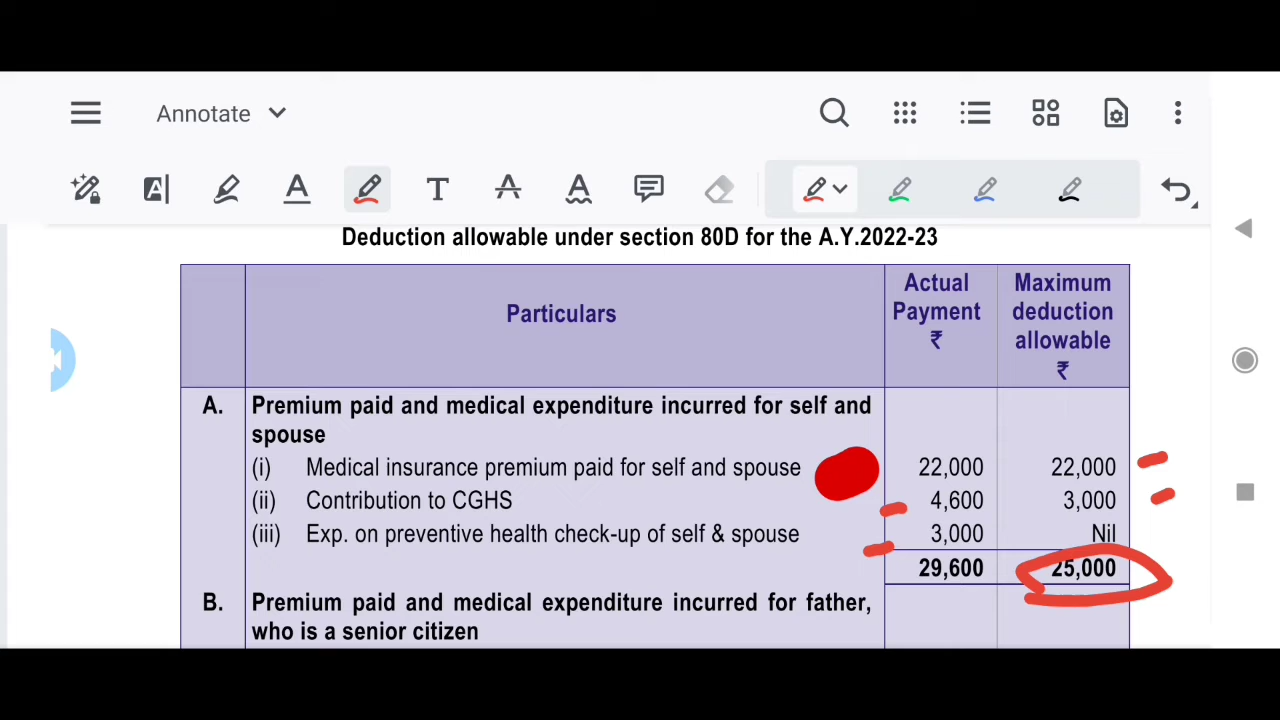 Annotate
Deduction allowable under section 80D for the A.Y.2022-23
Particulars
Actual
Payment
₹
Maximum
deduction
allowable
₹
A. Premium paid and medical expenditure incurred for self and
spouse
(i) Medical insurance premium paid for self and spouse 22,000 22,000
(ii) Contribution to CGHS 4,600 3,000
(iii) Exp. on preventive health check-up of self & spouse 3,000 Nil
29,600 25,000
B. Premium paid and medical expenditure incurred for father,
who is a senior citizen